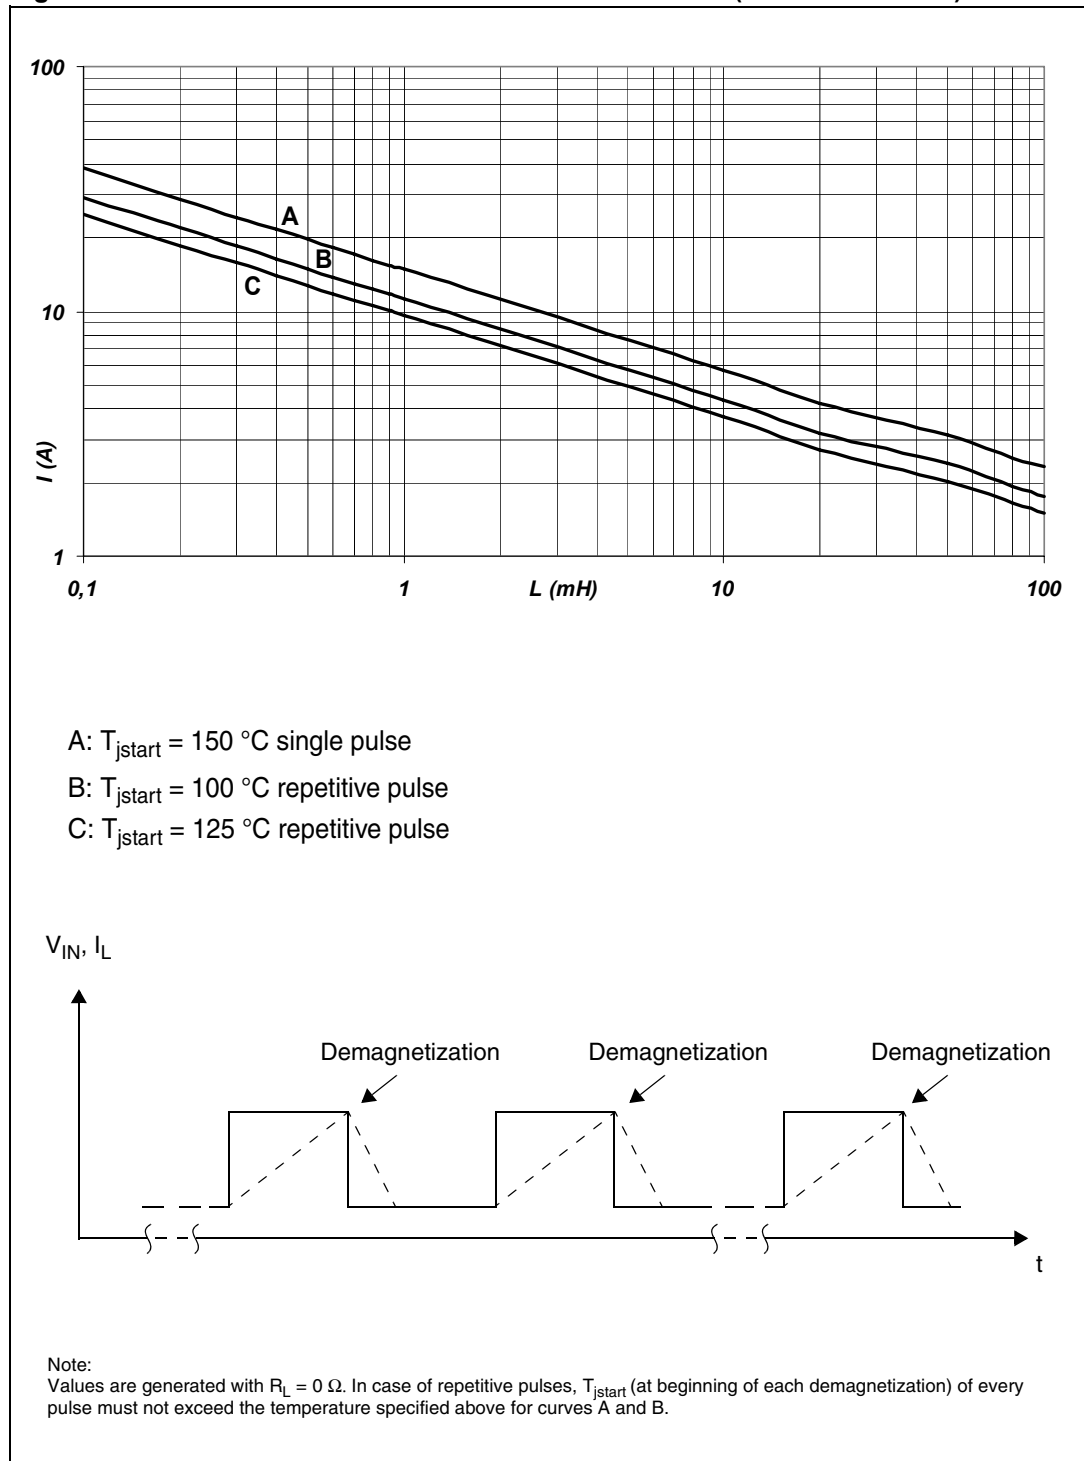 100
A
B
C
10
I (A)
1
0,1
1
L (mH)
10
100
A: Tjstart = 150 °C single pulse
B: Tjstart = 100 °C repetitive pulse
C: Tjstart = 125 °C repetitive pulse
VIN, IL
Demagnetization
Demagnetization
Demagnetization
t
Note:
Values are generated with RL = 0 Ω. In case of repetitive pulses, Tjstart (at beginning of each demagnetization) of every
pulse must not exceed the temperature specified above for curves A and B.